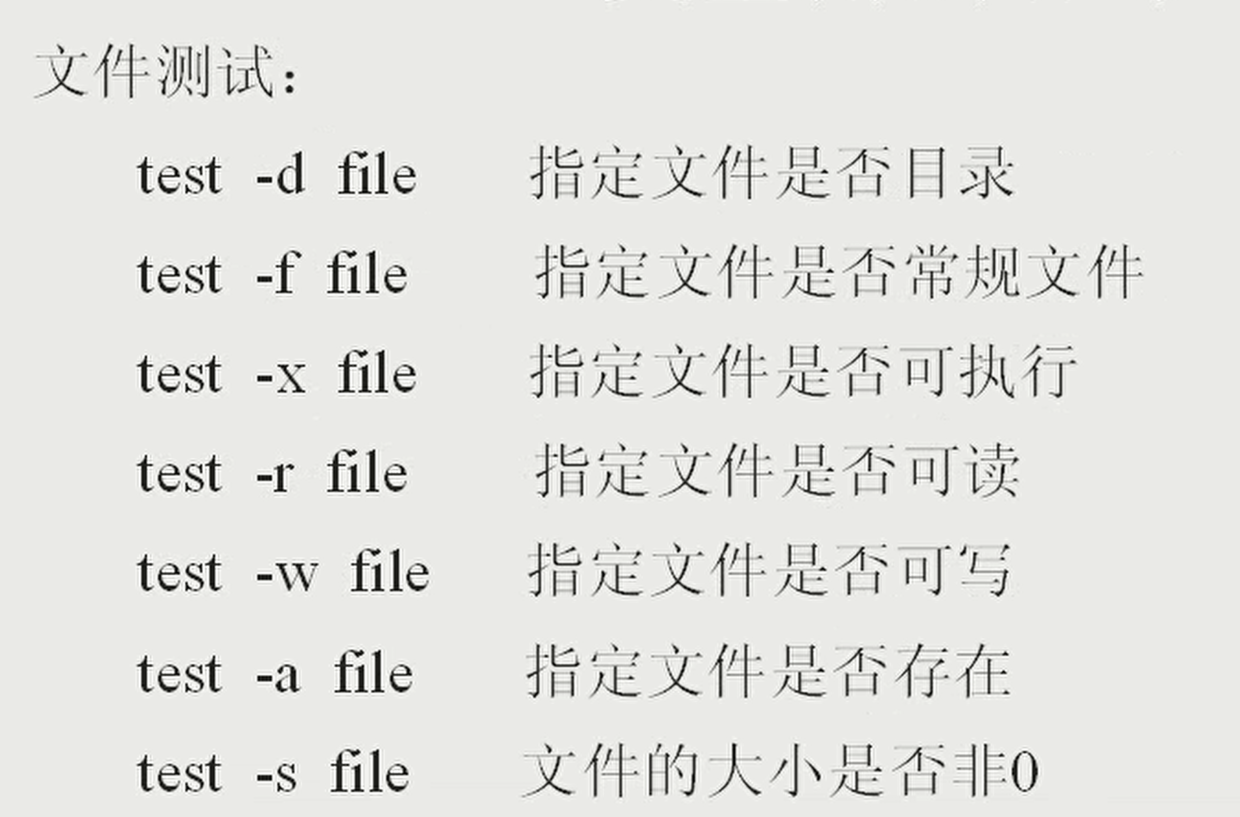 文件测试：
test -d file 指定文件是否目录
test -f file 指定文件是否常规文件
test -x file 指定文件是否可执行
test -r file 指定文件是否可读
test -w file 指定文件是否可写
test -a file 指定文件是否存在
test -s file 文件的大小是否非0